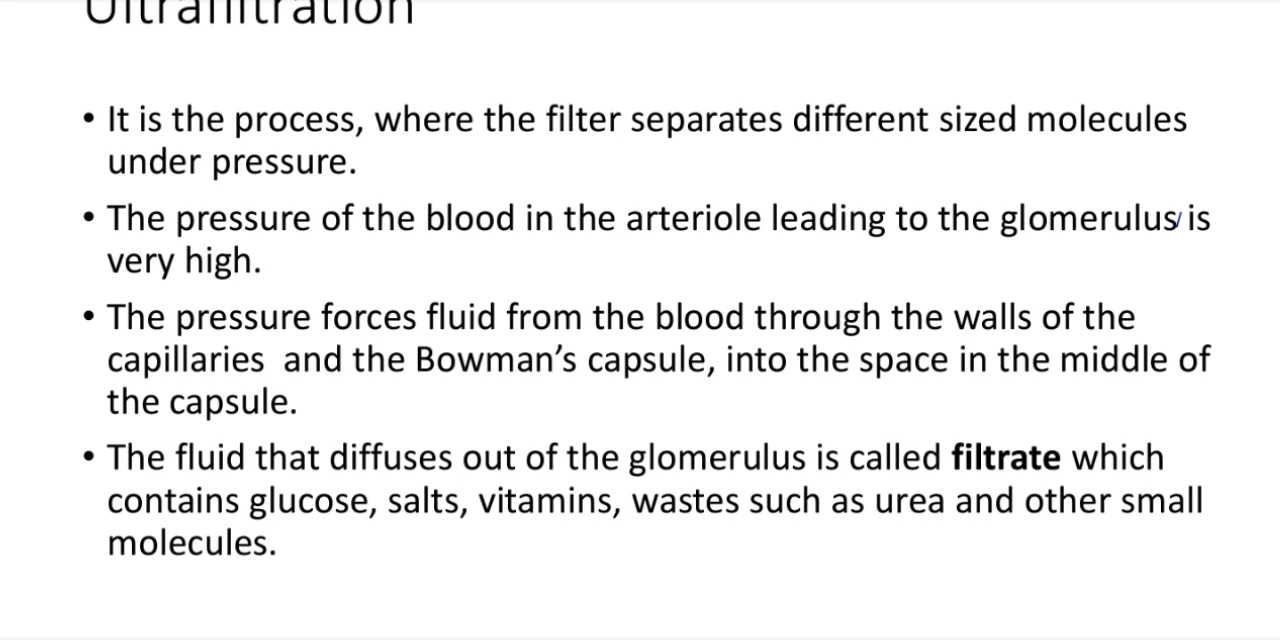 Ultrafiltration
• It is the process, where the filter separates different sized molecules
under pressure.
• The pressure of the blood in the arteriole leading to the glomerulus is
very high.
• The pressure forces fluid from the blood through the walls of the
capillaries  and the Bowman's capsule, into the space in the middle of
the capsule.
• The fluid that diffuses out of the glomerulus is called filtrate which
contains glucose, salts, vitamins, wastes such as urea and other small
molecules.